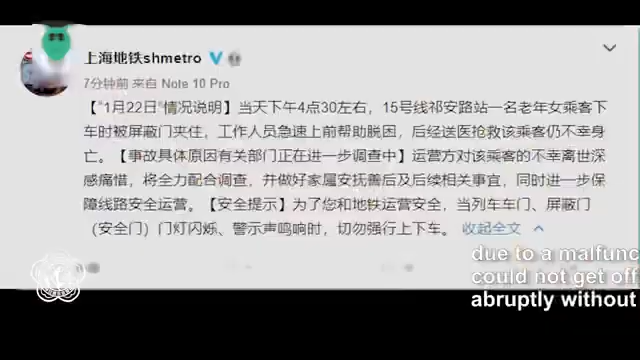 上海地铁shmetro
7分钟前 来自 Note 10 Pro
【"1月22日"情况说明】当天下午4点30左右，15号线祁安路站一名老年女乘客下
车时被屏蔽门夹住，工作人员急速上前帮助脱困，后经送医抢救该乘客仍不幸身
亡。【事故具体原因有关部门正在进一步调查中】运营方对该乘客的不幸离世深
感痛惜，将全力配合调查，并做好家属安抚善后及后续相关事宜，同时进一步保
障线路安全运营。【安全提示】为了您和地铁运营安全，当列车车门、屏蔽门
（安全门）门灯闪烁、警示声鸣响时，切勿强行上下车。 收起全文
due to a malfunc
could not get off
abruptly without